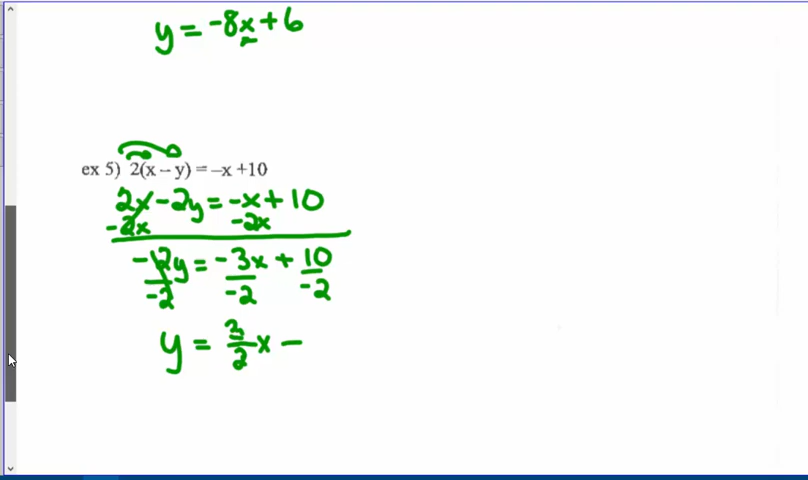 y = -8x + 6
ex 5) 2(x – y) = –x +10
2x - 2y = -x + 10
-2x -2x
-2y = -3x + 10
-2 -2 -2
y = 3/2 x -